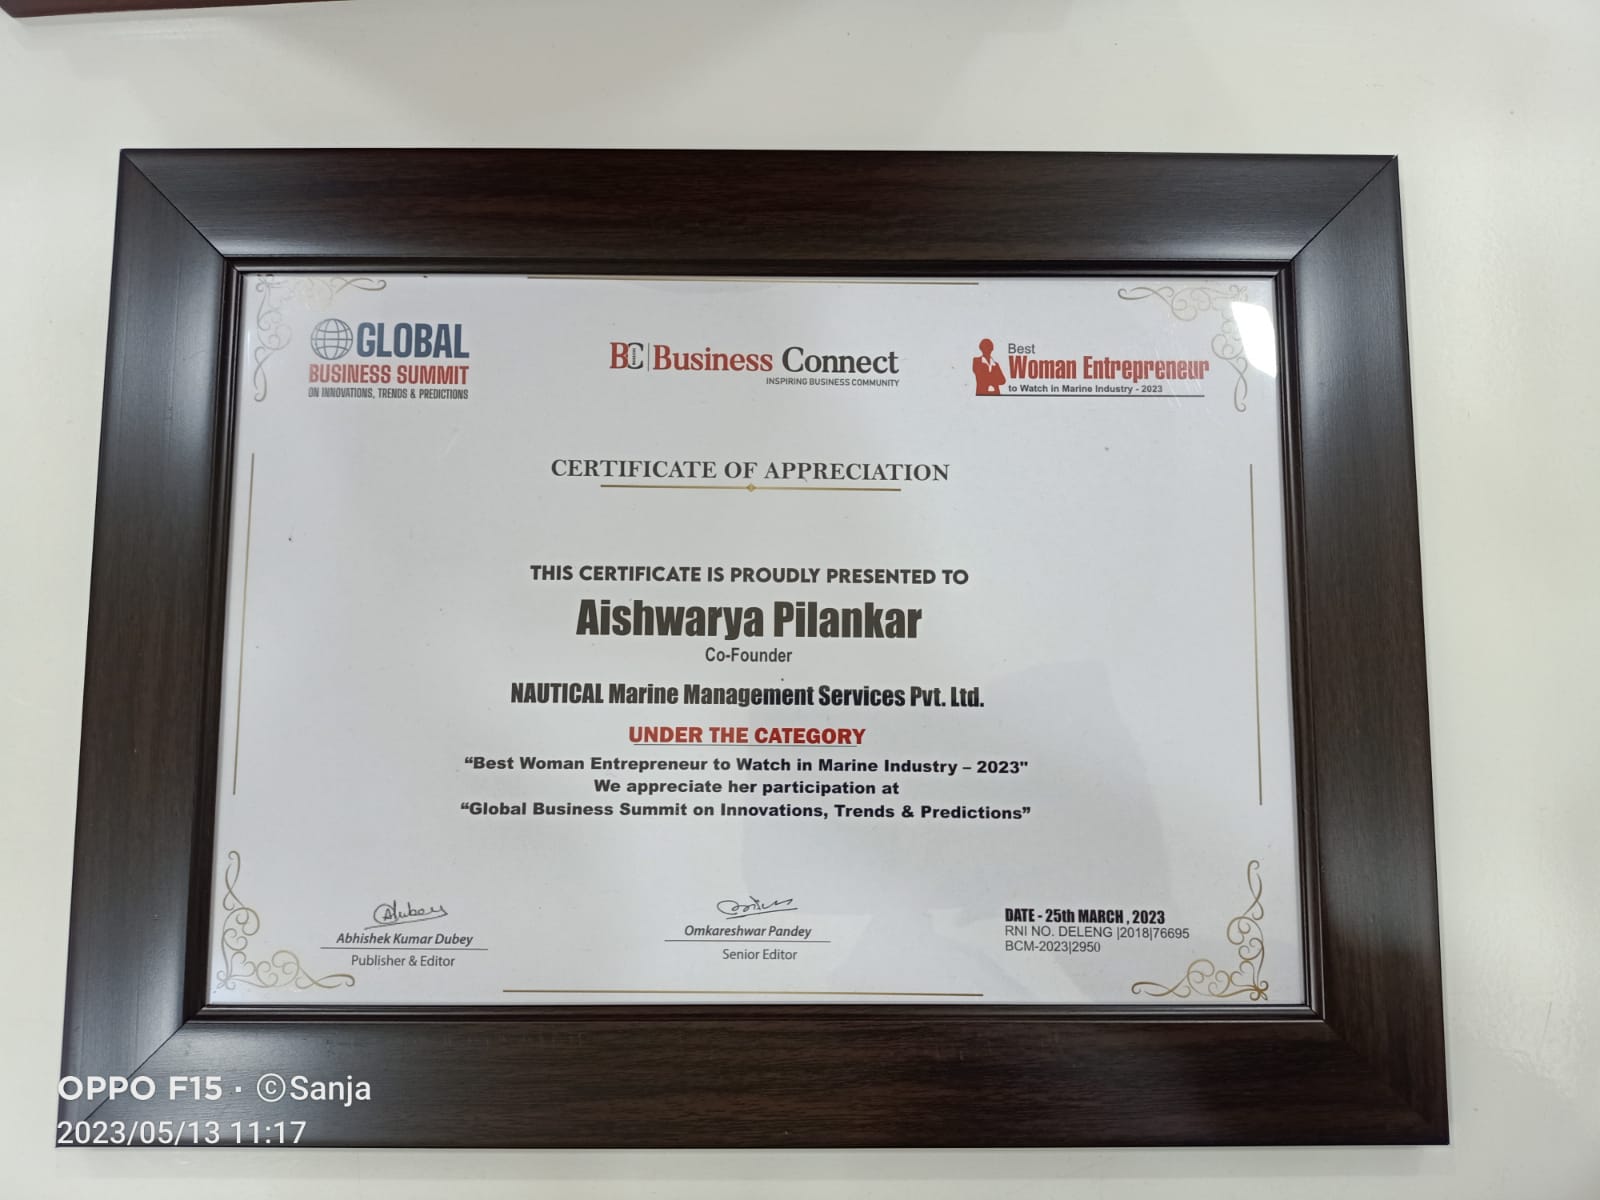 GLOBAL
BUSINESS SUMMIT
ON INNOVATIONS, TRENDS & PREDICTIONS
BC Business Connect
INSPIRING BUSINESS COMMUNITY
Best
Woman Entrepreneur
to Watch in Marine Industry - 2023
CERTIFICATE OF APPRECIATION
THIS CERTIFICATE IS PROUDLY PRESENTED TO
Aishwarya Pilankar
Co-Founder
NAUTICAL Marine Management Services Pvt. Ltd.
UNDER THE CATEGORY
“Best Woman Entrepreneur to Watch in Marine Industry – 2023"
We appreciate her participation at
“Global Business Summit on Innovations, Trends & Predictions”
Abhishek Kumar Dubey
Publisher & Editor
Omkareshwar Pandey
Senior Editor
DATE - 25th MARCH , 2023
RNI NO. DELENG |2018|76695
BCM-2023|2950
OPPO F15 · ©Sanja
2023/05/13 11:17